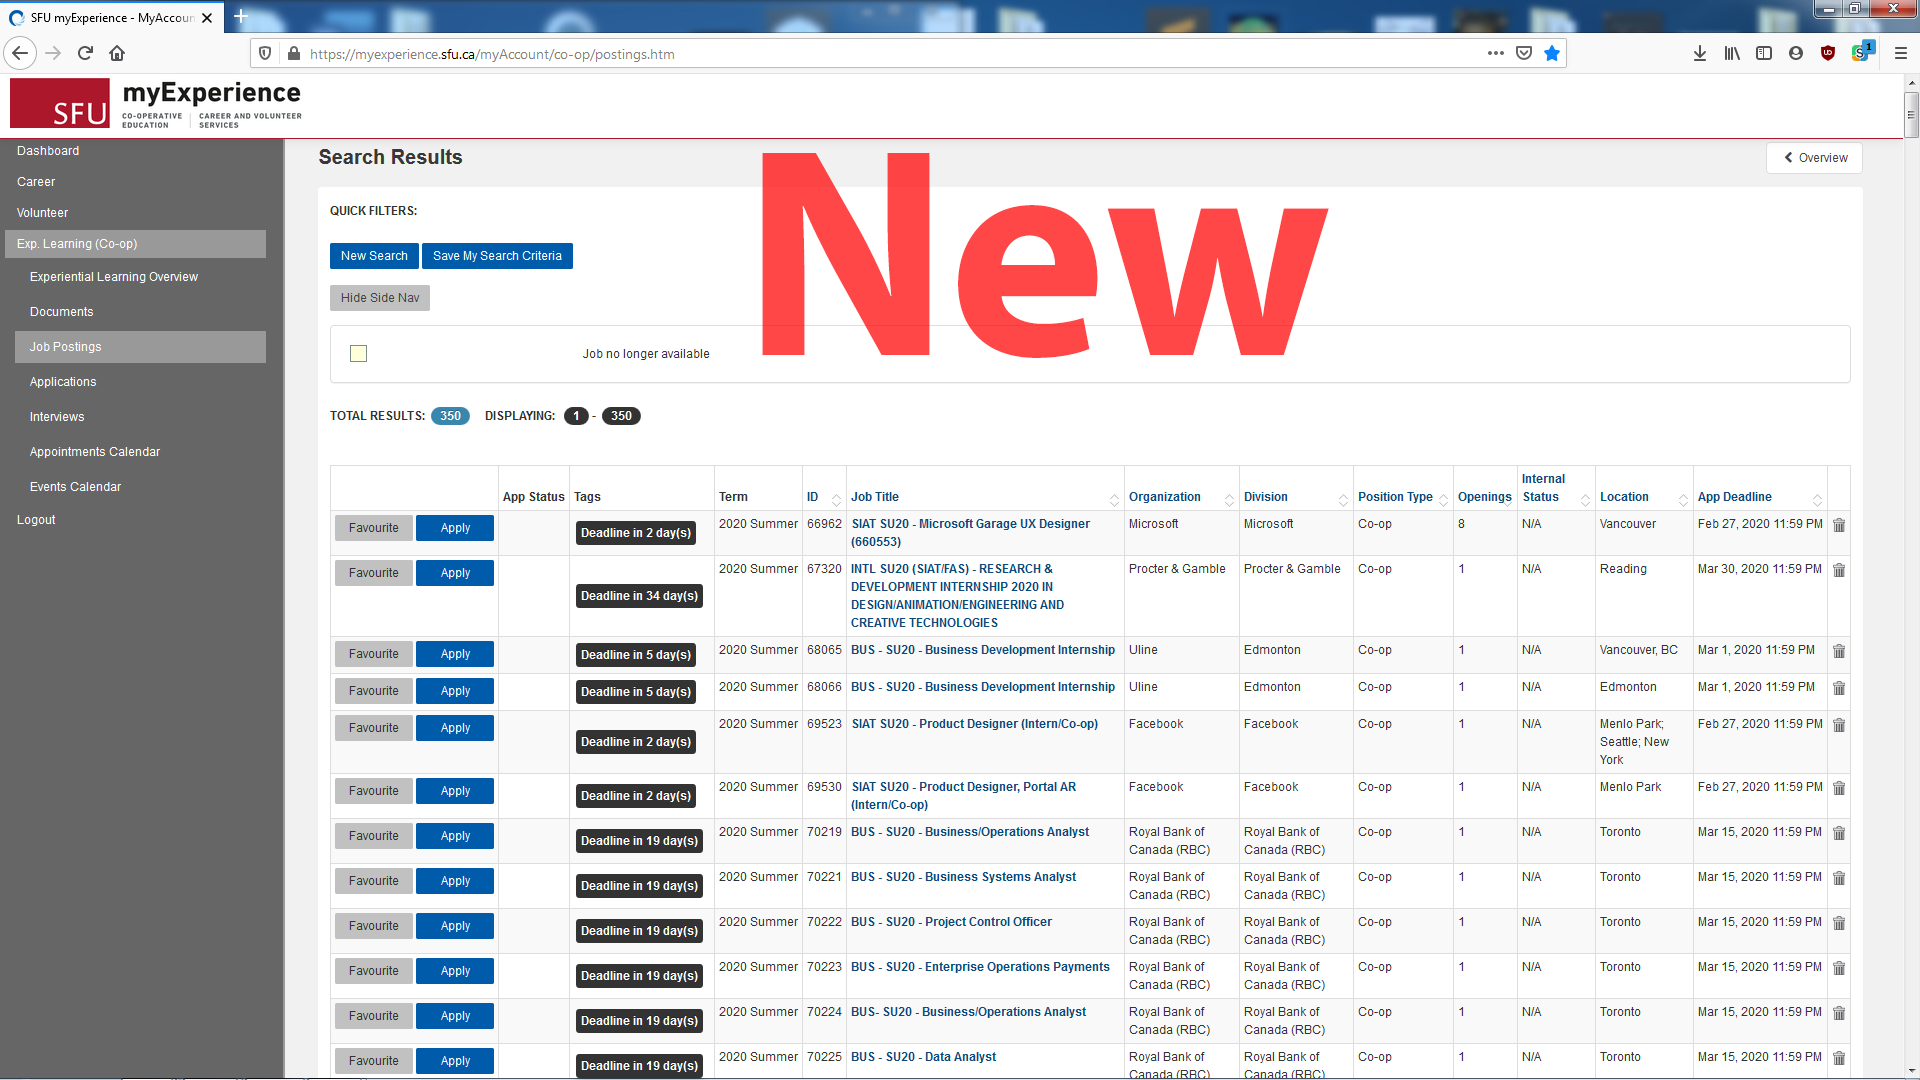 SFU myExperience - MyAccoun
https://myexperience.sfu.ca/myAccount/co-op/postings.htm
1
SFU
myExperience
CO-OPERATIVE EDUCATION | CAREER AND VOLUNTEER SERVICES
Dashboard
Career
Volunteer
Exp. Learning (Co-op)
Experiential Learning Overview
Documents
Job Postings
Applications
Interviews
Appointments Calendar
Events Calendar
Logout
Search Results
Overview
New
QUICK FILTERS:
New Search Save My Search Criteria
Hide Side Nav
Job no longer available
TOTAL RESULTS: 350 DISPLAYING: 1 - 350
App Status Tags Term ID Job Title Organization Division Position Type Openings Internal Status Location App Deadline
Favourite Apply Deadline in 2 day(s) 2020 Summer 66962 SIAT SU20 - Microsoft Garage UX Designer (660553) Microsoft Microsoft Co-op 8 N/A Vancouver Feb 27, 2020 11:59 PM
Favourite Apply Deadline in 34 day(s) 2020 Summer 67320 INTL SU20 (SIAT/FAS) - RESEARCH & DEVELOPMENT INTERNSHIP 2020 IN DESIGN/ANIMATION/ENGINEERING AND CREATIVE TECHNOLOGIES Procter & Gamble Procter & Gamble Co-op 1 N/A Reading Mar 30, 2020 11:59 PM
Favourite Apply Deadline in 5 day(s) 2020 Summer 68065 BUS - SU20 - Business Development Internship Uline Edmonton Co-op 1 N/A Vancouver, BC Mar 1, 2020 11:59 PM
Favourite Apply Deadline in 5 day(s) 2020 Summer 68066 BUS - SU20 - Business Development Internship Uline Edmonton Co-op 1 N/A Edmonton Mar 1, 2020 11:59 PM
Favourite Apply Deadline in 2 day(s) 2020 Summer 69523 SIAT SU20 - Product Designer (Intern/Co-op) Facebook Facebook Co-op 1 N/A Menlo Park; Seattle; New York Feb 27, 2020 11:59 PM
Favourite Apply Deadline in 2 day(s) 2020 Summer 69530 SIAT SU20 - Product Designer, Portal AR (Intern/Co-op) Facebook Facebook Co-op 1 N/A Menlo Park Feb 27, 2020 11:59 PM
Favourite Apply Deadline in 19 day(s) 2020 Summer 70219 BUS - SU20 - Business/Operations Analyst Royal Bank of Canada (RBC) Royal Bank of Canada (RBC) Co-op 1 N/A Toronto Mar 15, 2020 11:59 PM
Favourite Apply Deadline in 19 day(s) 2020 Summer 70221 BUS - SU20 - Business Systems Analyst Royal Bank of Canada (RBC) Royal Bank of Canada (RBC) Co-op 1 N/A Toronto Mar 15, 2020 11:59 PM
Favourite Apply Deadline in 19 day(s) 2020 Summer 70222 BUS - SU20 - Project Control Officer Royal Bank of Canada (RBC) Royal Bank of Canada (RBC) Co-op 1 N/A Toronto Mar 15, 2020 11:59 PM
Favourite Apply Deadline in 19 day(s) 2020 Summer 70223 BUS - SU20 - Enterprise Operations Payments Royal Bank of Canada (RBC) Royal Bank of Canada (RBC) Co-op 1 N/A Toronto Mar 15, 2020 11:59 PM
Favourite Apply Deadline in 19 day(s) 2020 Summer 70224 BUS- SU20 - Business/Operations Analyst Royal Bank of Canada (RBC) Royal Bank of Canada (RBC) Co-op 1 N/A Toronto Mar 15, 2020 11:59 PM
Favourite Apply Deadline in 19 day(s) 2020 Summer 70225 BUS - SU20 - Data Analyst Royal Bank of Canada (RBC) Royal Bank of Canada (RBC) Co-op 1 N/A Toronto Mar 15, 2020 11:59 PM